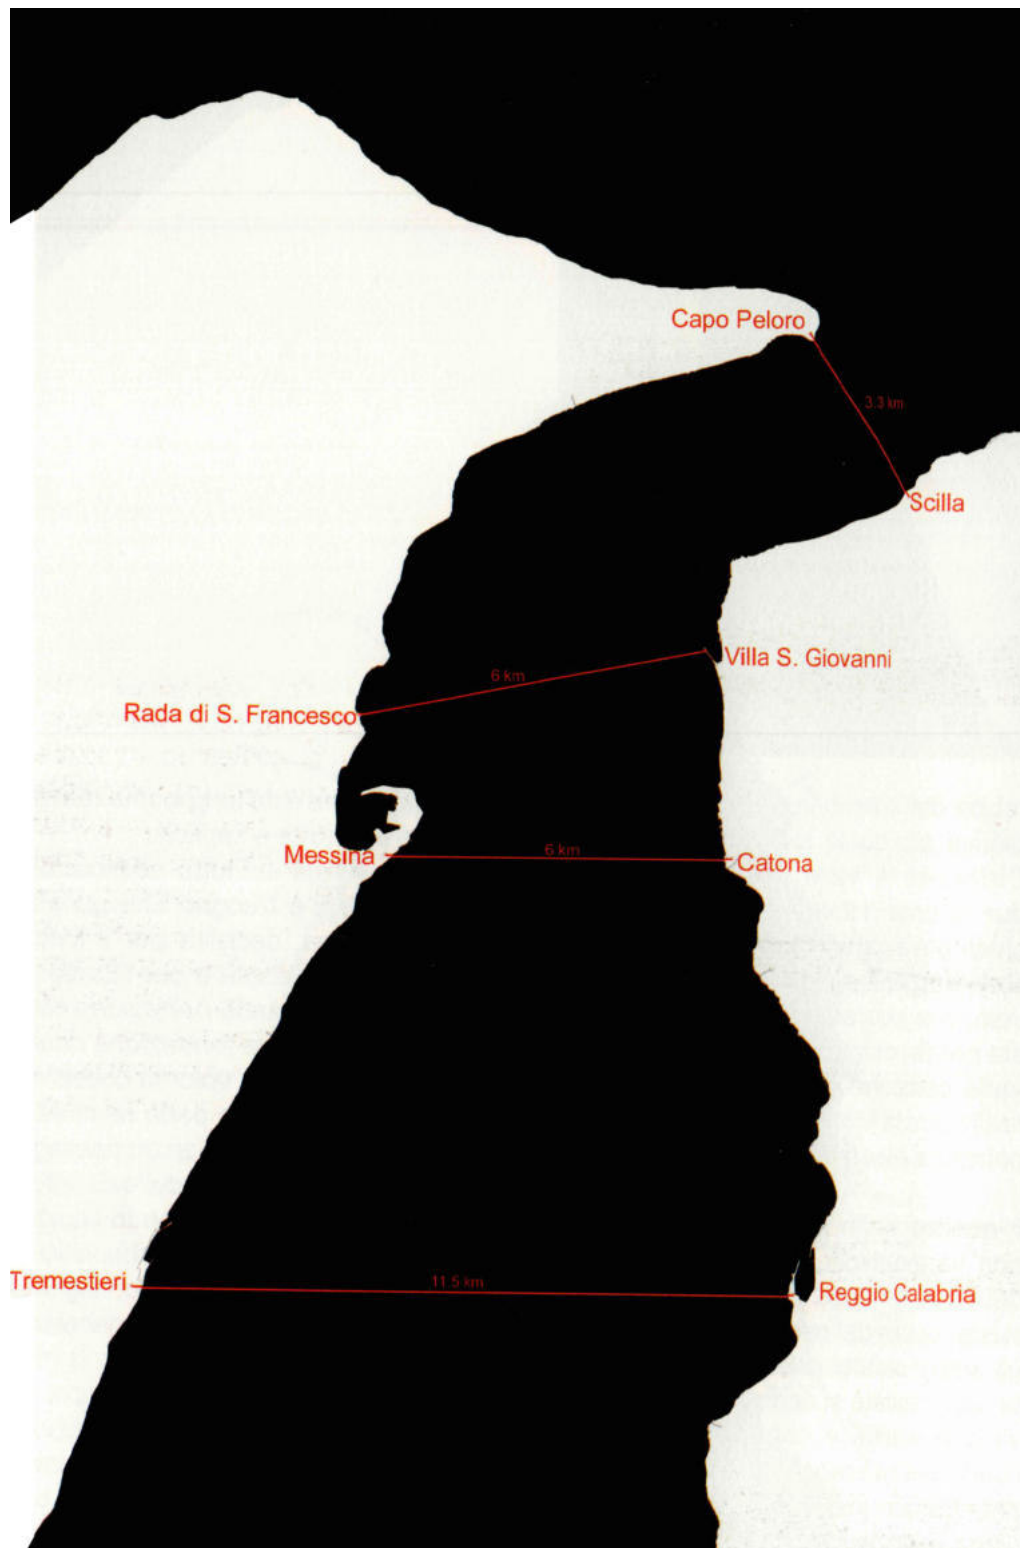 Capo Peloro
3.3 km
Scilla
Villa S. Giovanni
6 km
Rada di S. Francesco
Messina
6 km
Catona
Tremestieri
11.5 km
Reggio Calabria